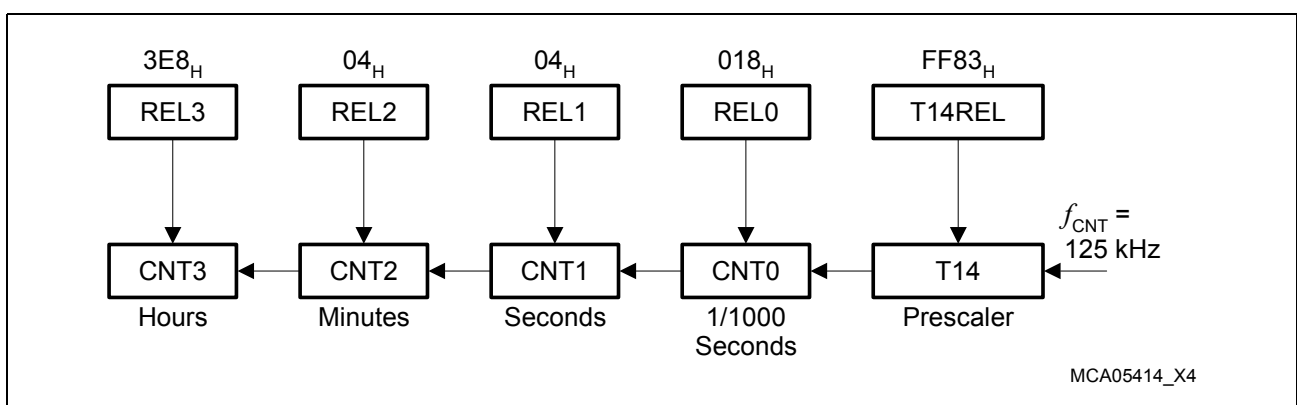 3E8H 04H 04H 018H FF83H
REL3 REL2 REL1 REL0 T14REL
fCNT =
125 kHz
CNT3 CNT2 CNT1 CNT0 T14
Hours Minutes Seconds 1/1000 Prescaler
Seconds
MCA05414_X4